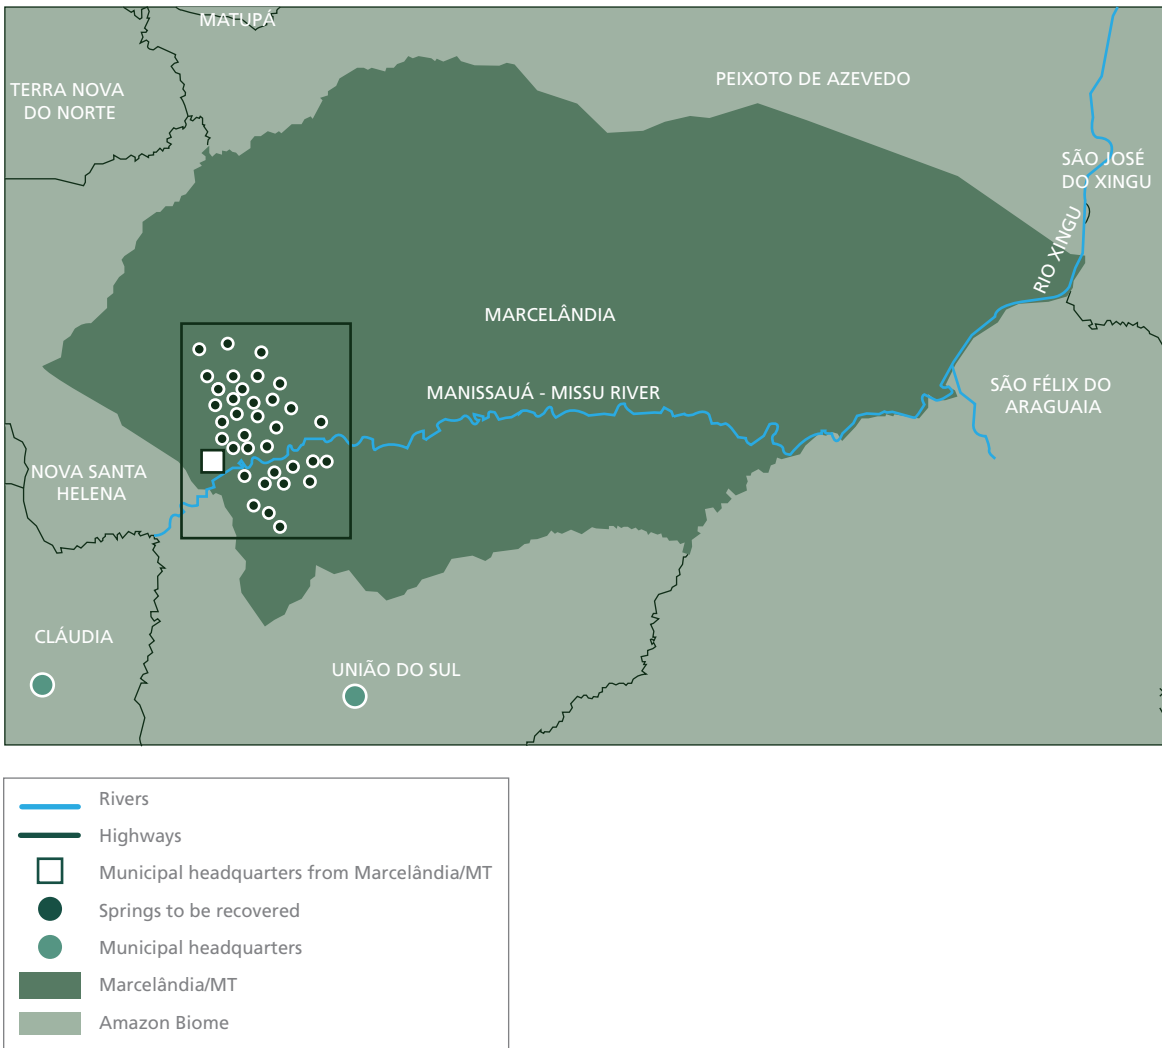 MATUPÁ
TERRA NOVA
DO NORTE
PEIXOTO DE AZEVEDO
SÃO JOSÉ
DO XINGU
RIO XINGU
MARCELÂNDIA
MANISSAUÁ - MISSU RIVER
SÃO FÉLIX DO
ARAGUAIA
NOVA SANTA
HELENA
CLÁUDIA
UNIÃO DO SUL
Rivers
Highways
Municipal headquarters from Marcelândia/MT
Springs to be recovered
Municipal headquarters
Marcelândia/MT
Amazon Biome